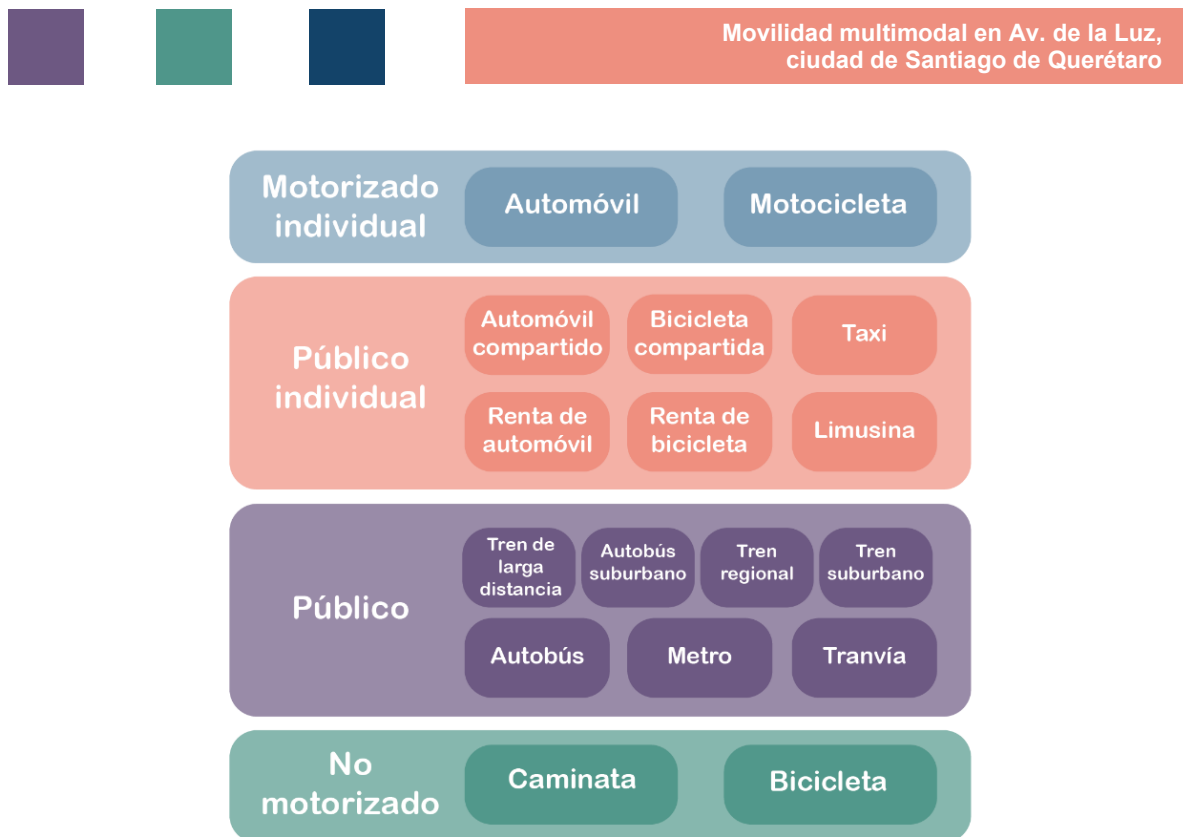 Movilidad multimodal en Av. de la Luz,
ciudad de Santiago de Querétaro
Motorizado
individual
Automóvil
Motocicleta
Público
individual
Automóvil
compartido
Bicicleta
compartida
Taxi
Renta de
automóvil
Renta de
bicicleta
Limusina
Público
Tren de
larga
distancia
Autobús
suburbano
Tren
regional
Tren
suburbano
Autobús
Metro
Tranvía
No
motorizado
Caminata
Bicicleta